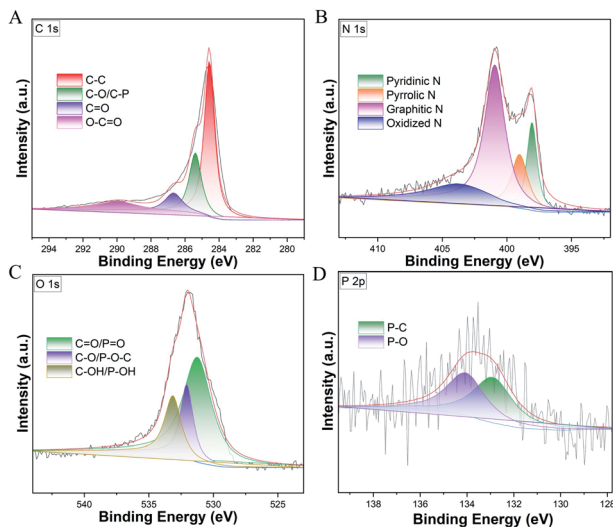 A
C 1s
C-C
C-O/C-P
C=O
O-C=O
Intensity (a.u.)
294 292 290 288 286 284 282 280
Binding Energy (eV)
B
N 1s
Pyridinic N
Pyrrolic N
Graphitic N
Oxidized N
Intensity (a.u.)
410 405 400 395
Binding Energy (eV)
C
O 1s
C=O/P=O
C-O/P-O-C
C-OH/P-OH
Intensity (a.u.)
540 535 530 525
Binding Energy (eV)
D
P 2p
P-C
P-O
Intensity (a.u.)
138 136 134 132 130 128
Binding Energy (eV)